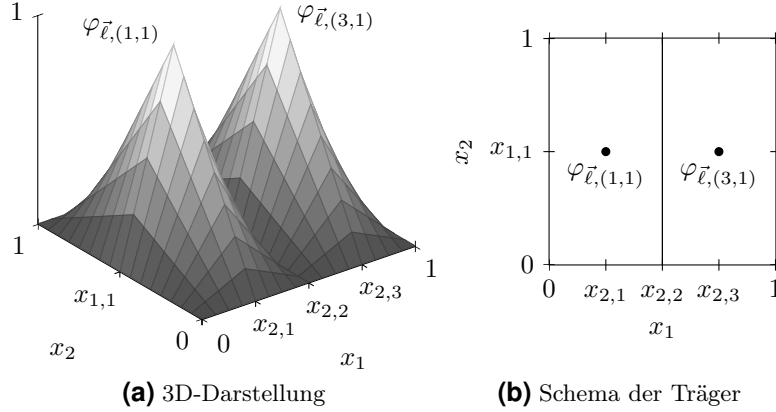 1
φ_{ℓ⃗,(1,1)}
φ_{ℓ⃗,(3,1)}
1
x_{1,1}
x_2
0
0
x_{2,1}
x_{2,2}
x_{2,3}
1
x_1
(a) 3D-Darstellung
1
x_{1,1}
x_2
0
φ_{ℓ⃗,(1,1)}
φ_{ℓ⃗,(3,1)}
0 x_{2,1} x_{2,2} x_{2,3} 1
x_1
(b) Schema der Träger